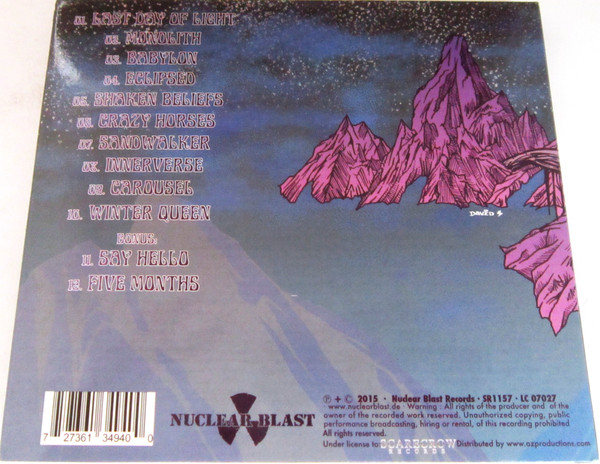 01. LAST DAY OF LIGHT
02. MONOLITH
03. BABYLON
04. ECLIPSED
05. SHAKEN BELIEFS
06. CRAZY HORSES
07. SANDWALKER
08. INNERVERSE
09. CAROUSEL
10. WINTER QUEEN
BONUS:
11. SAY HELLO
12. FIVE MONTHS
DAVID S
7 27361 34940 0
NUCLEAR BLAST
℗ + © 2015 · Nuclear Blast Records · SR1157 · LC 07027
· www.nuclearblast.de · Warning : All rights of the producer and of the
owner of the recorded work reserved. Unauthorized copying, public
performance broadcasting, hiring or rental, of this recording prohibited
All rights reserved.
Under license to SCARECROW RECORDS Distributed by www.ozproductions.com